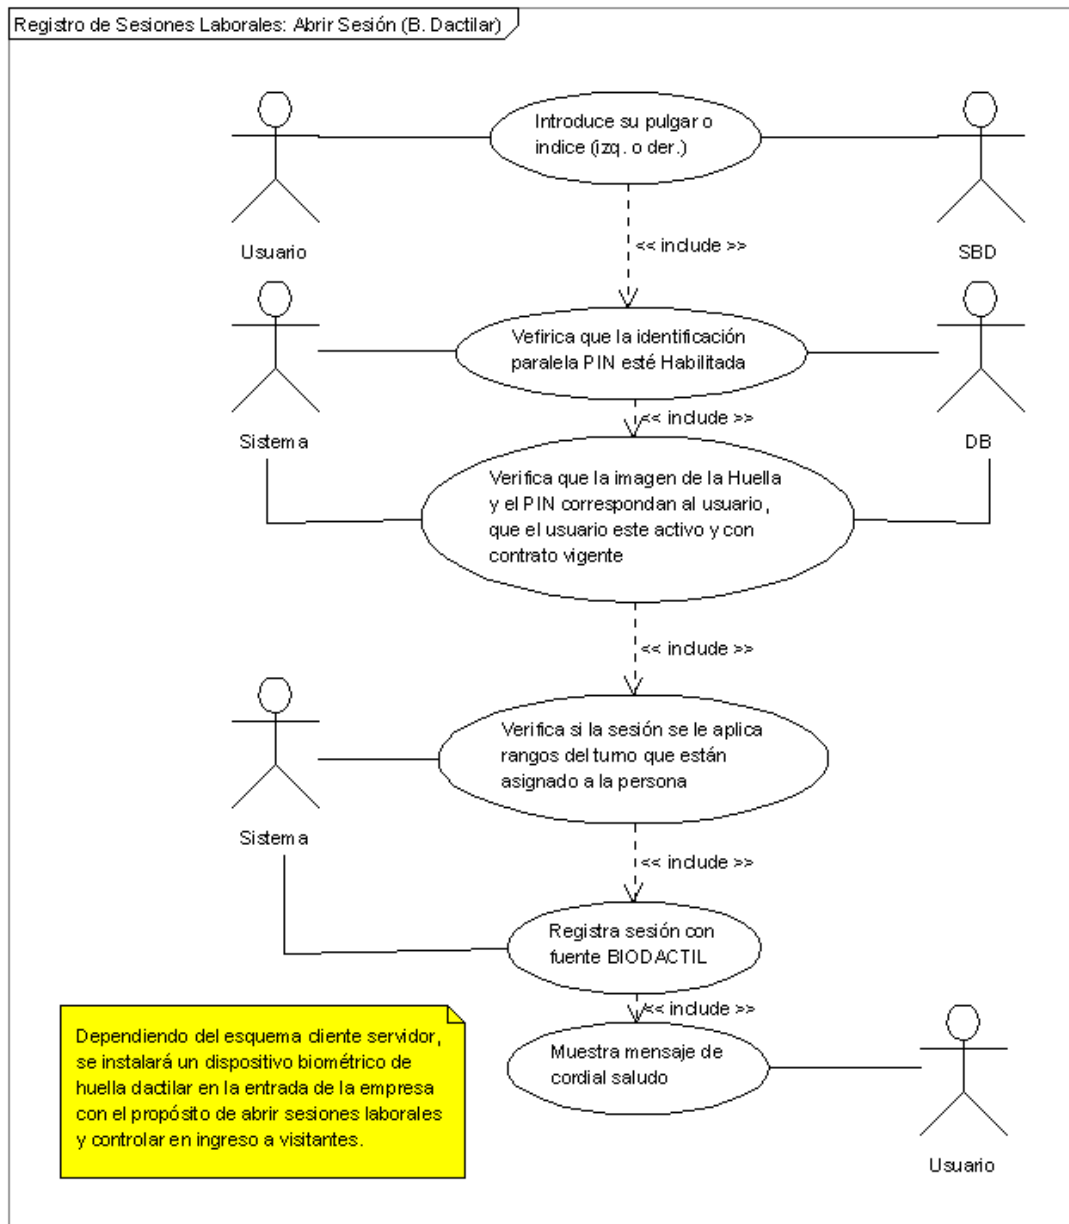 Registro de Sesiones Laborales: Abrir Sesión (B. Dactilar)
Introduce su pulgar o
indice (izq. o der.)
Usuario
SBD
<< include >>
Vefirica que la identificación
paralela PIN esté Habilitada
Sistema
DB
<< include >>
Verifica que la imagen de la Huella
y el PIN correspondan al usuario,
que el usuario este activo y con
contrato vigente
<< include >>
Verifica si la sesión se le aplica
rangos del turno que están
asignado a la persona
Sistema
<< include >>
Registra sesión con
fuente BIODACTIL
<< include >>
Dependiendo del esquema cliente servidor,
se instalará un dispositivo biométrico de
huella dactilar en la entrada de la empresa
con el propósito de abrir sesiones laborales
y controlar en ingreso a visitantes.
Muestra mensaje de
cordial saludo
Usuario